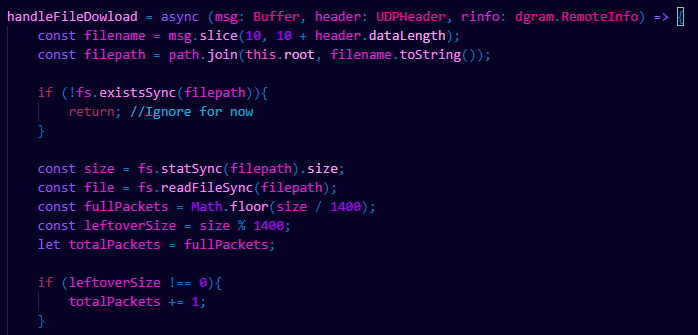 handleFileDowload = async (msg: Buffer, header: UDPHeader, rinfo: dgram.RemoteInfo) => {
    const filename = msg.slice(10, 10 + header.dataLength);
    const filepath = path.join(this.root, filename.toString());

    if (!fs.existsSync(filepath)){
        return; //Ignore for now
    }

    const size = fs.statSync(filepath).size;
    const file = fs.readFileSync(filepath);
    const fullPackets = Math.floor(size / 1400);
    const leftoverSize = size % 1400;
    let totalPackets = fullPackets;

    if (leftoverSize !== 0){
        totalPackets += 1;
    }